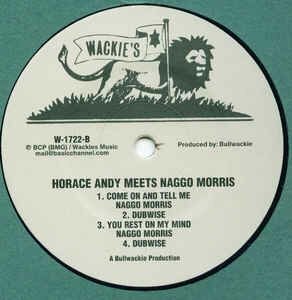 WACKIE'S
W-1722-B
℗ © BCP (BMG) / Wackies Music
mail@basicchannel.com
Produced by: Bullwackie
HORACE ANDY MEETS NAGGO MORRIS
1. COME ON AND TELL ME
NAGGO MORRIS
2. DUBWISE
3. YOU REST ON MY MIND
NAGGO MORRIS
4. DUBWISE
A Bullwackie Production